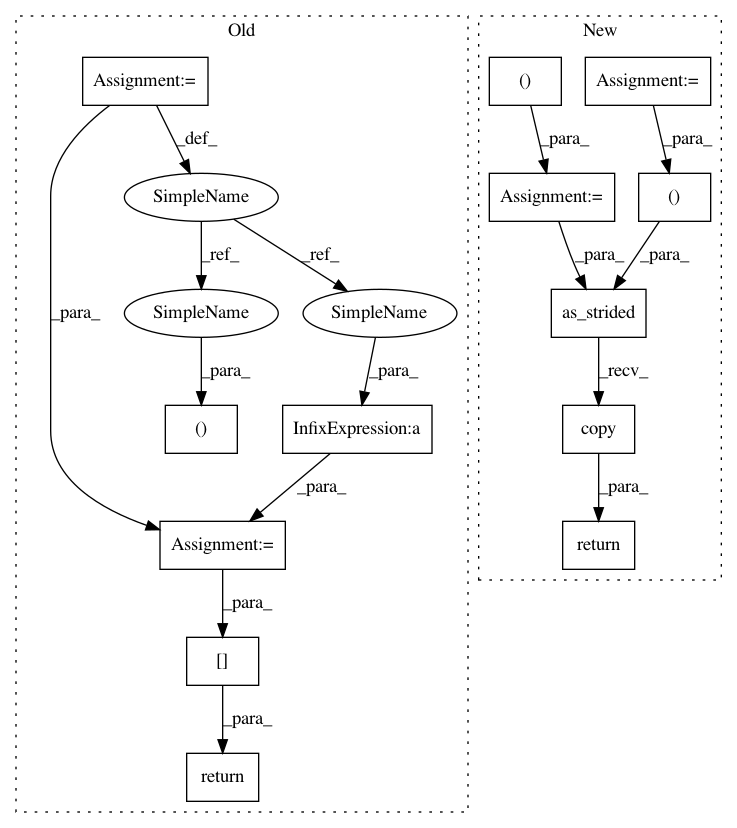 Old
New
Assignment:=
()
Assignment:=
_def_
_para_
_para_
SimpleName
Assignment:=
()
_ref_
_ref_
_para_
_para_
_para_
SimpleName
SimpleName
as_strided
_para_
_para_
_recv_
()
InfixExpression:a
copy
_para_
_para_
Assignment:=
return
_para_
[]
_para_
return